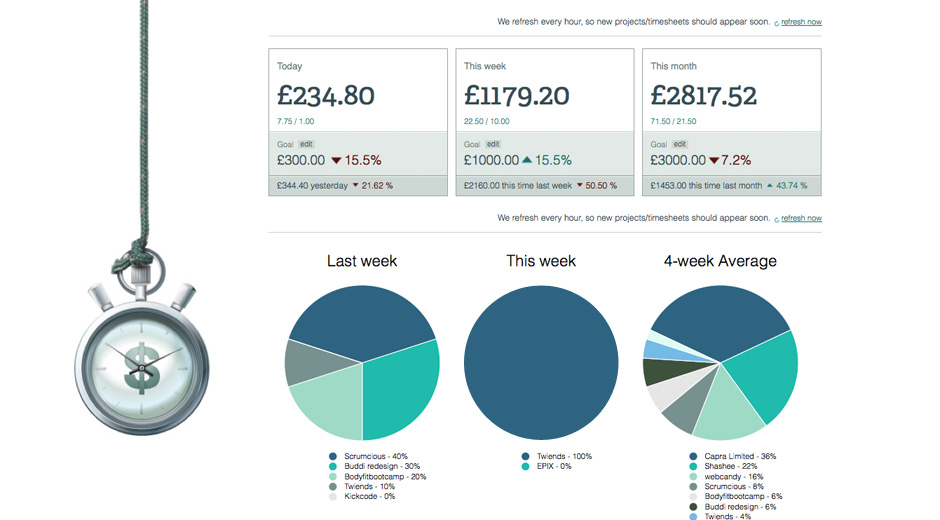 We refresh every hour, so new projects/timesheets should appear soon. refresh now
Today
£234.80
7.75 / 1.00
Goal edit
£300.00 15.5%
£344.40 yesterday 21.62 %
This week
£1179.20
22.50 / 10.00
Goal edit
£1000.00 15.5%
£2160.00 this time last week 50.50 %
This month
£2817.52
71.50 / 21.50
Goal edit
£3000.00 7.2%
£1453.00 this time last month 43.74 %
We refresh every hour, so new projects/timesheets should appear soon. refresh now
Last week
Scrumcious - 40%
Buddi redesign - 30%
Bodyfitbootcamp - 20%
Twiends - 10%
Kickcode - 0%
This week
Twiends - 100%
EPIX - 0%
4-week Average
Capra Limited - 36%
Shashee - 22%
webcandy - 16%
Scrumcious - 8%
Bodyfitbootcamp - 6%
Buddi redesign - 6%
Twiends - 4%
$